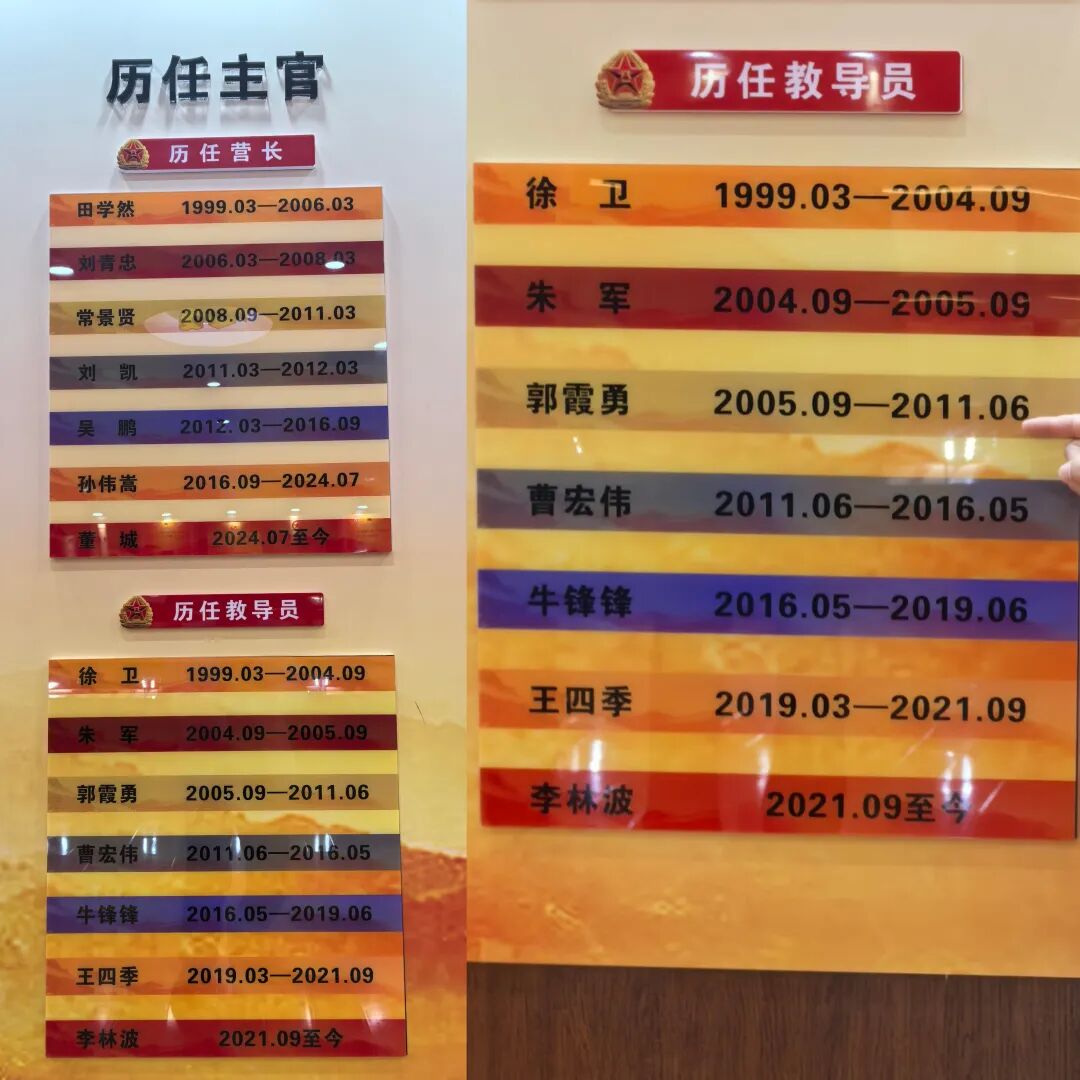 历任主官
历任营长
田学然 1999.03—2006.03
刘青忠 2006.03—2008.03
常景贤 2008.09—2011.03
刘 凯 2011.03—2012.03
吴 鹏 2012.03—2016.09
孙伟嵩 2016.09—2024.07
董 城 2024.07至今
历任教导员
徐 卫 1999.03—2004.09
朱 军 2004.09—2005.09
郭霞勇 2005.09—2011.06
曹宏伟 2011.06—2016.05
牛锋锋 2016.05—2019.06
王四季 2019.03—2021.09
李林波 2021.09至今
历任教导员
徐 卫 1999.03—2004.09
朱 军 2004.09—2005.09
郭霞勇 2005.09—2011.06
曹宏伟 2011.06—2016.05
牛锋锋 2016.05—2019.06
王四季 2019.03—2021.09
李林波 2021.09至今